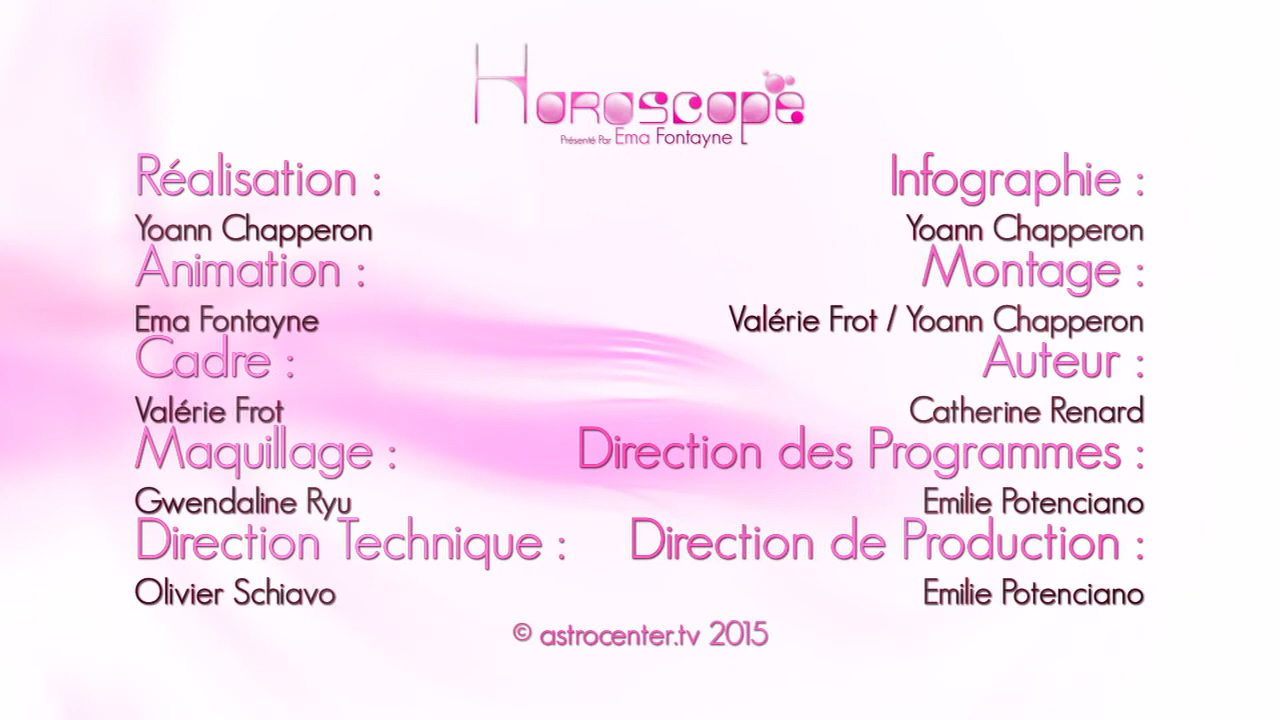 Horoscope
Présenté Par Ema Fontayne
Réalisation :
Yoann Chapperon
Animation :
Ema Fontayne
Cadre :
Valérie Frot
Maquillage :
Gwendaline Ryu
Direction Technique :
Olivier Schiavo
Infographie :
Yoann Chapperon
Montage :
Valérie Frot / Yoann Chapperon
Auteur :
Catherine Renard
Direction des Programmes :
Emilie Potenciano
Direction de Production :
Emilie Potenciano
© astrocenter.tv 2015